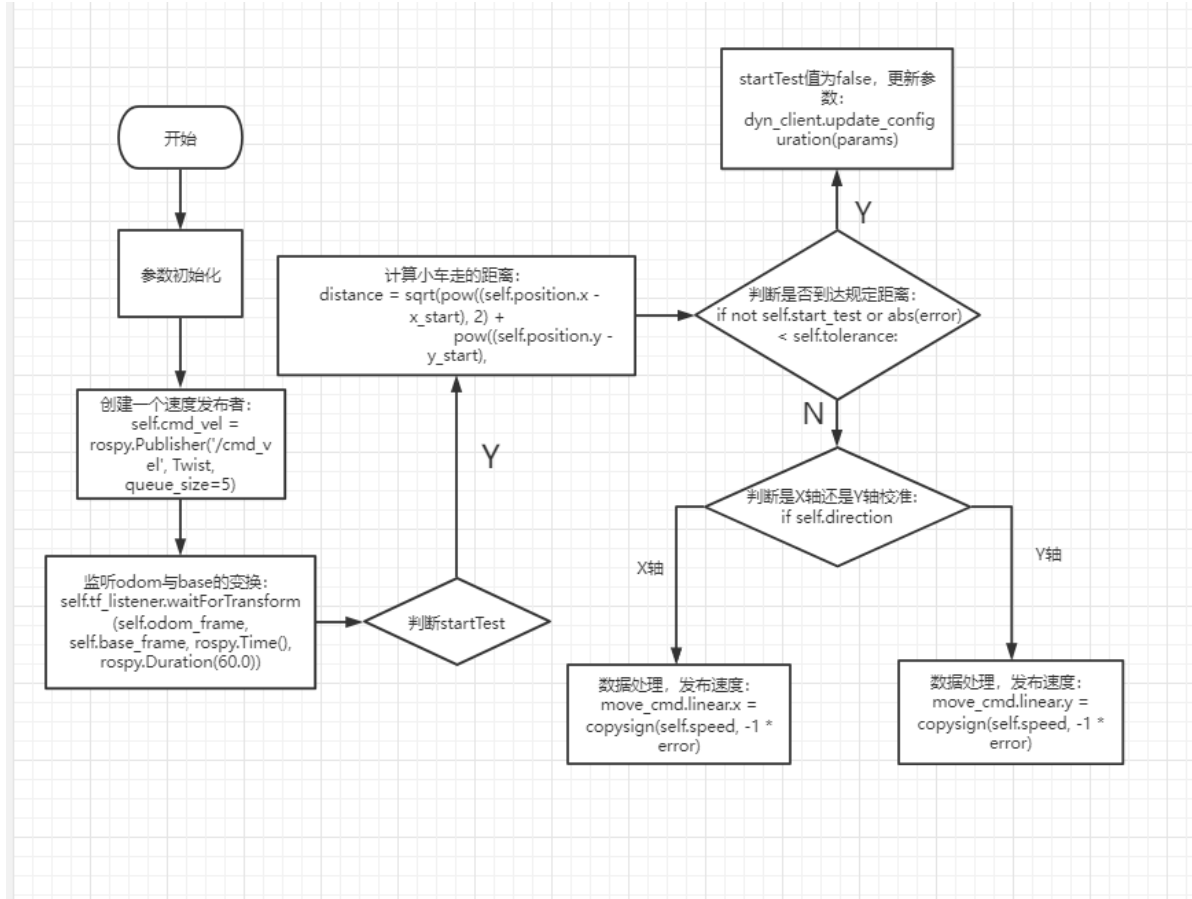 开始
参数初始化
创建一个速度发布者：
self.cmd_vel =
rospy.Publisher('/cmd_v
el', Twist,
queue_size=5)
监听odom与base的变换：
self.tf_listener.waitForTransform
(self.odom_frame,
self.base_frame, rospy.Time(),
rospy.Duration(60.0))
判断startTest
Y
计算小车走的距离：
distance = sqrt(pow((self.position.x -
x_start), 2) +
pow((self.position.y -
y_start),
判断是否到达规定距离：
if not self.start_test or abs(error)
< self.tolerance:
Y
startTest值为false，更新参
数：
dyn_client.update_config
uration(params)
N
判断是X轴还是Y轴校准：
if self.direction
X轴
Y轴
数据处理，发布速度：
move_cmd.linear.x =
copysign(self.speed, -1 *
error)
数据处理，发布速度：
move_cmd.linear.y =
copysign(self.speed, -1 *
error)